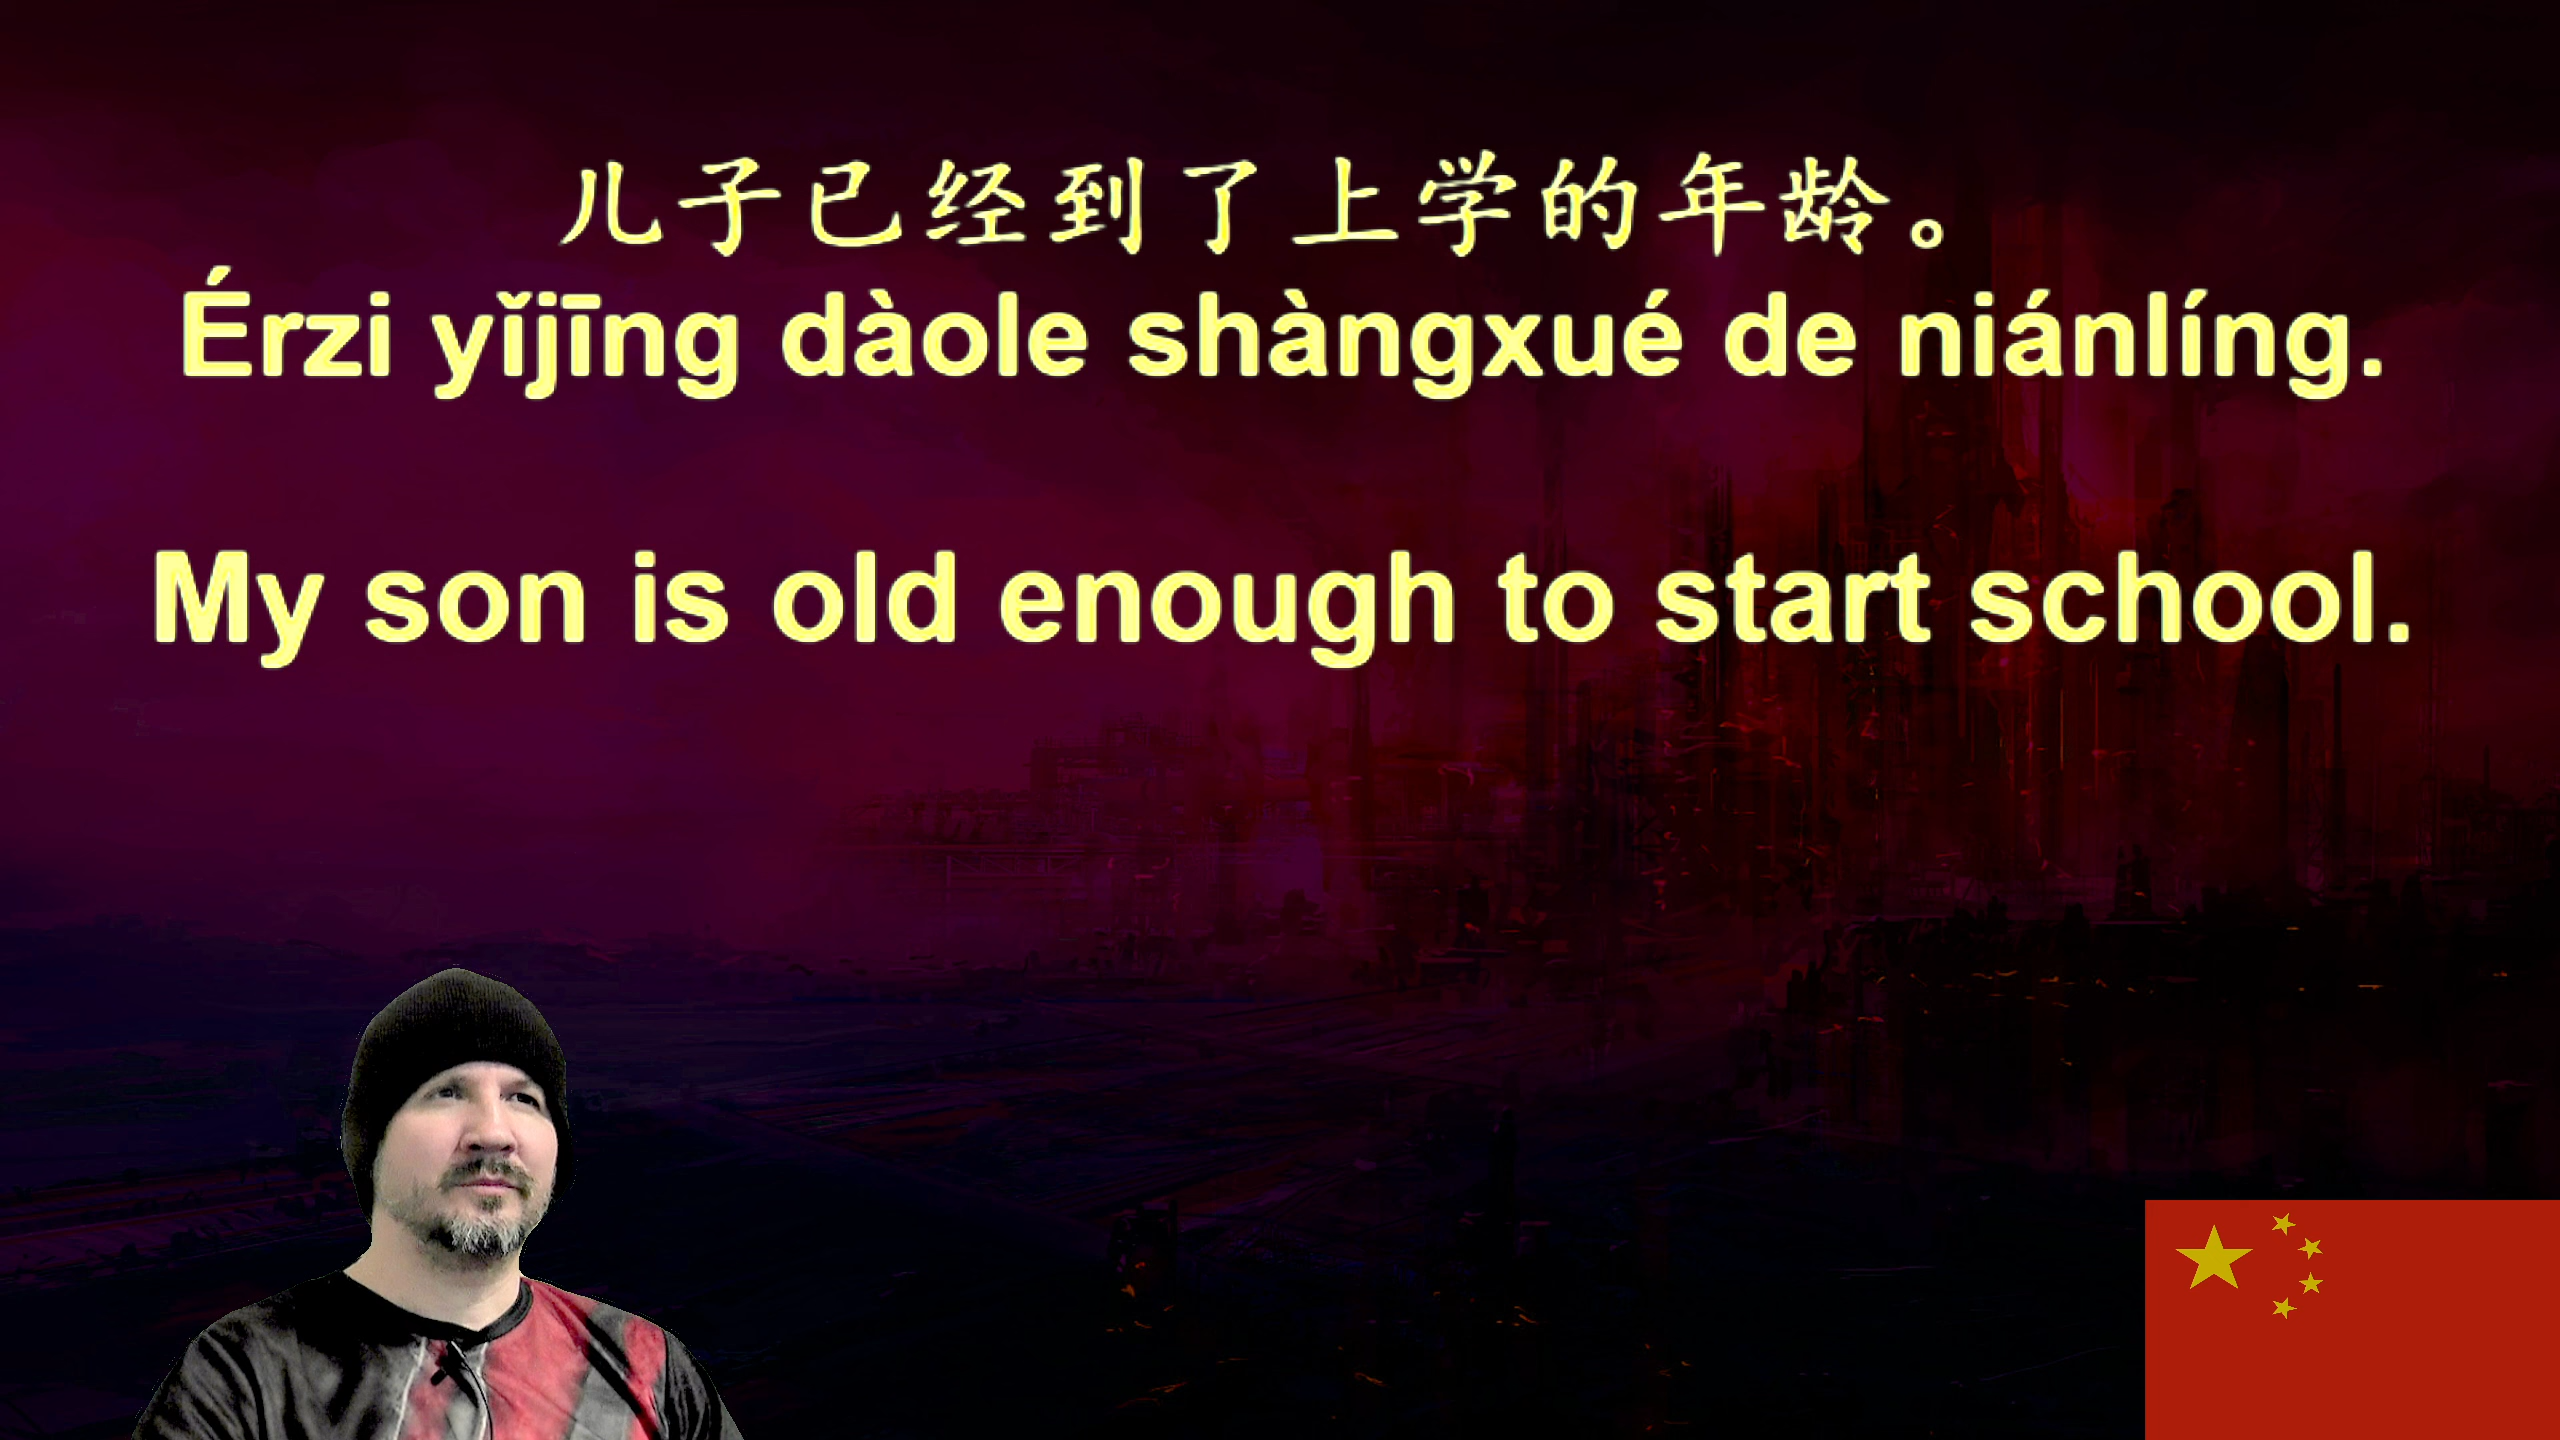 儿子已经到了上学的年龄。
Érzi yǐjīng dàole shàngxué de niánlíng.
My son is old enough to start school.